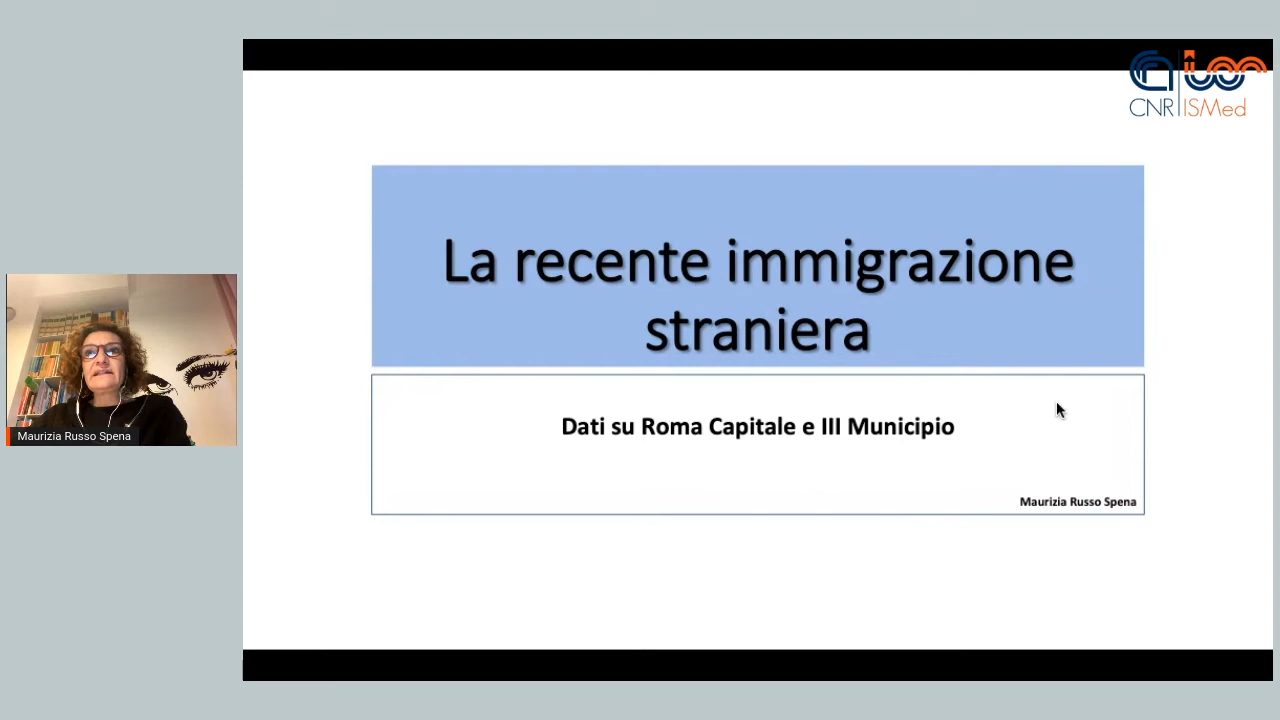 CNR ISMed
La recente immigrazione
straniera
Dati su Roma Capitale e III Municipio
Maurizia Russo Spena
Maurizia Russo Spena